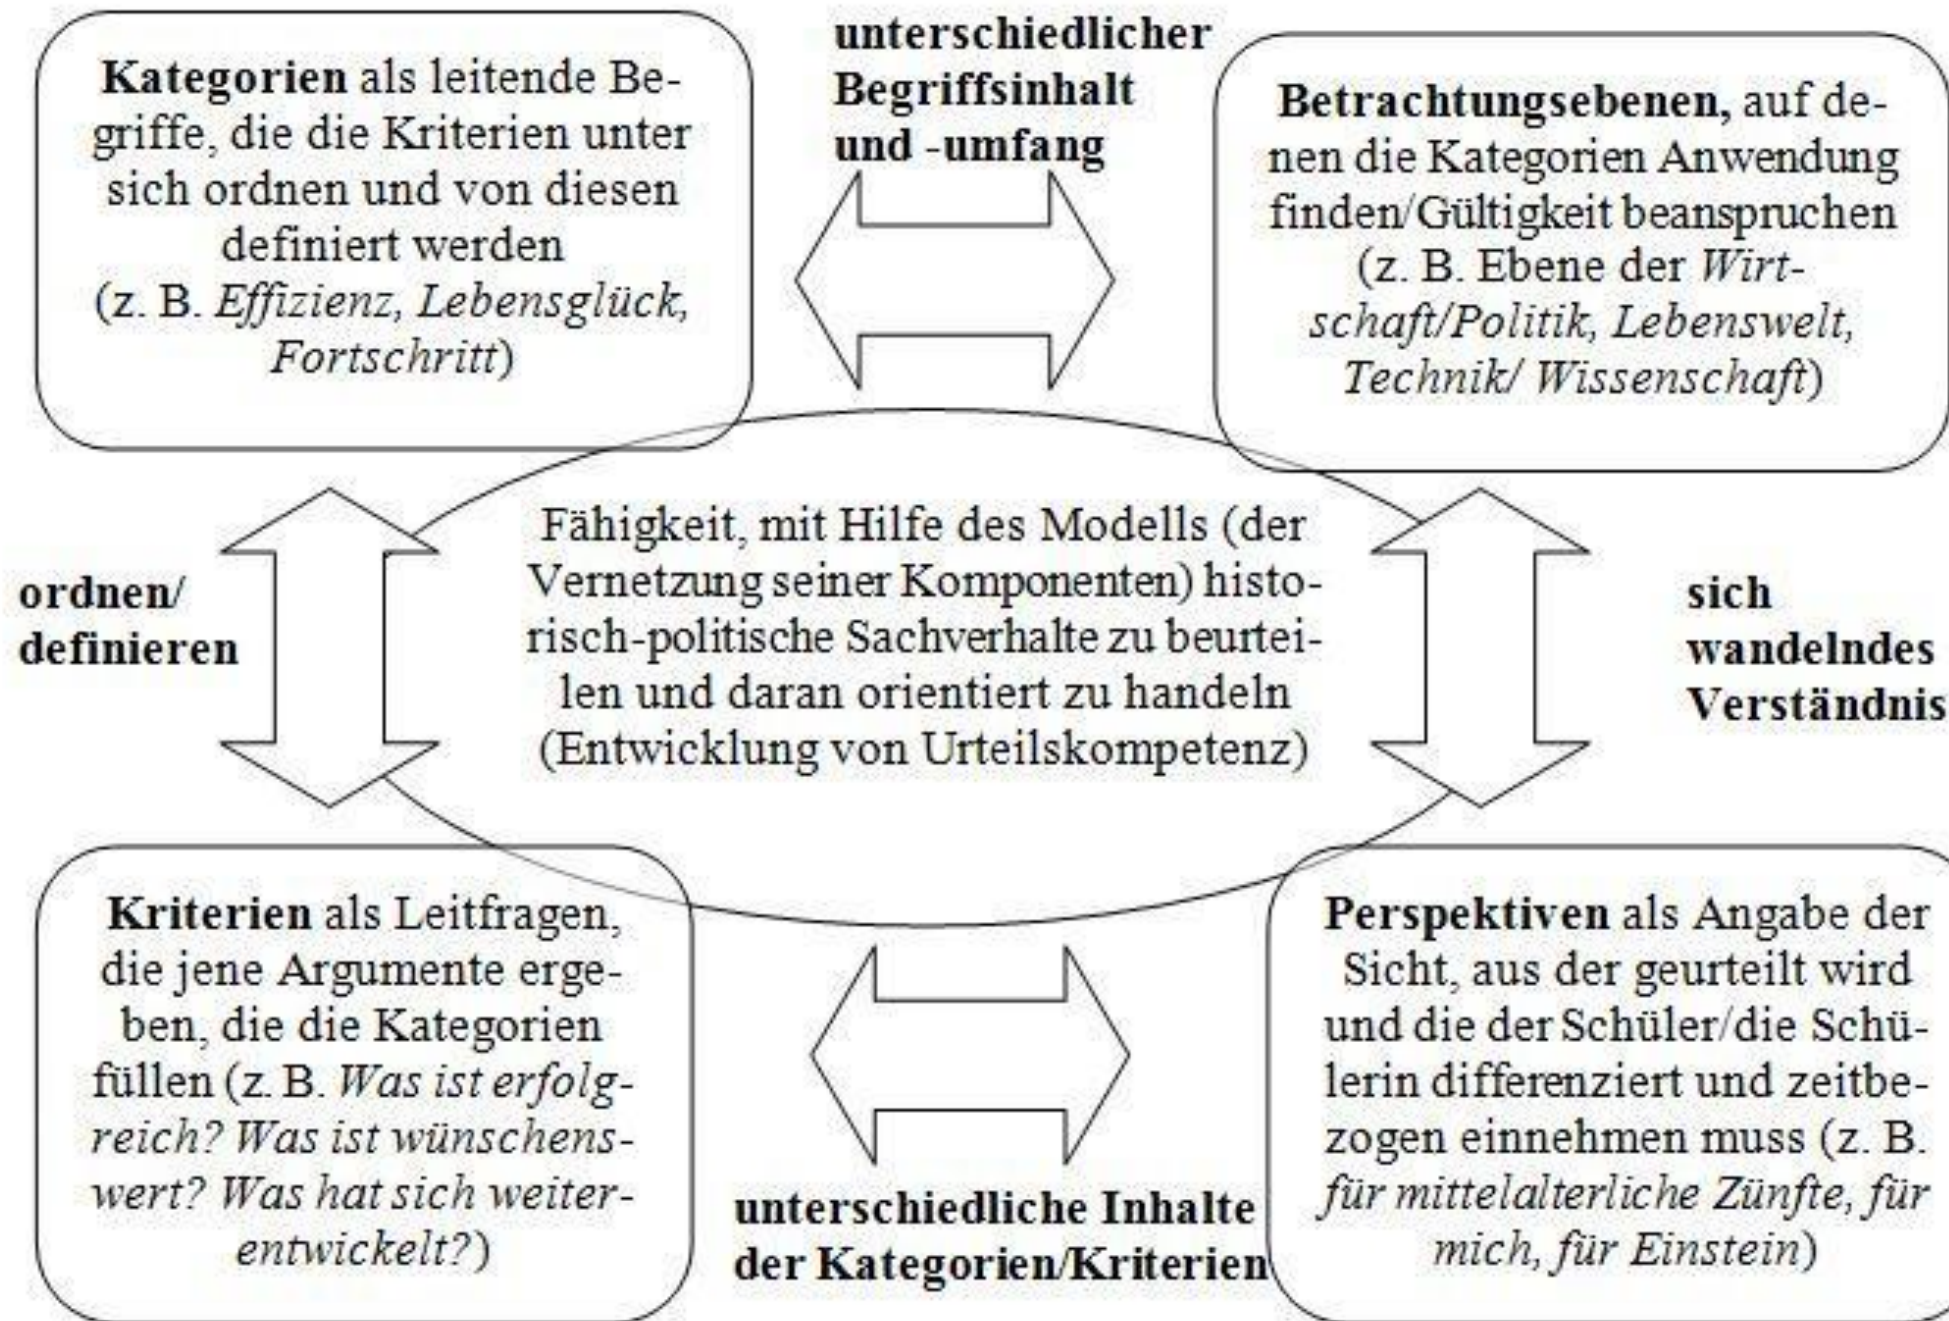 Kategorien als leitende Be-
griffe, die die Kriterien unter
sich ordnen und von diesen
definiert werden
(z. B. Effizienz, Lebensglück,
Fortschritt)
unterschiedlicher
Begriffsinhalt
und -umfang
Betrachtungsebenen, auf de-
nen die Kategorien Anwendung
finden/Gültigkeit beanspruchen
(z. B. Ebene der Wirt-
schaft/Politik, Lebenswelt,
Technik/ Wissenschaft)
ordnen/
definieren
Fähigkeit, mit Hilfe des Modells (der
Vernetzung seiner Komponenten) histo-
risch-politische Sachverhalte zu beurtei-
len und daran orientiert zu handeln
(Entwicklung von Urteilskompetenz)
sich
wandelndes
Verständnis
Kriterien als Leitfragen,
die jene Argumente erge-
ben, die die Kategorien
füllen (z. B. Was ist erfolg-
reich? Was ist wünschens-
wert? Was hat sich weiter-
entwickelt?)
unterschiedliche Inhalte
der Kategorien/Kriterien
Perspektiven als Angabe der
Sicht, aus der geurteilt wird
und die der Schüler/die Schü-
lerin differenziert und zeitbe-
zogen einnehmen muss (z. B.
für mittelalterliche Zünfte, für
mich, für Einstein)